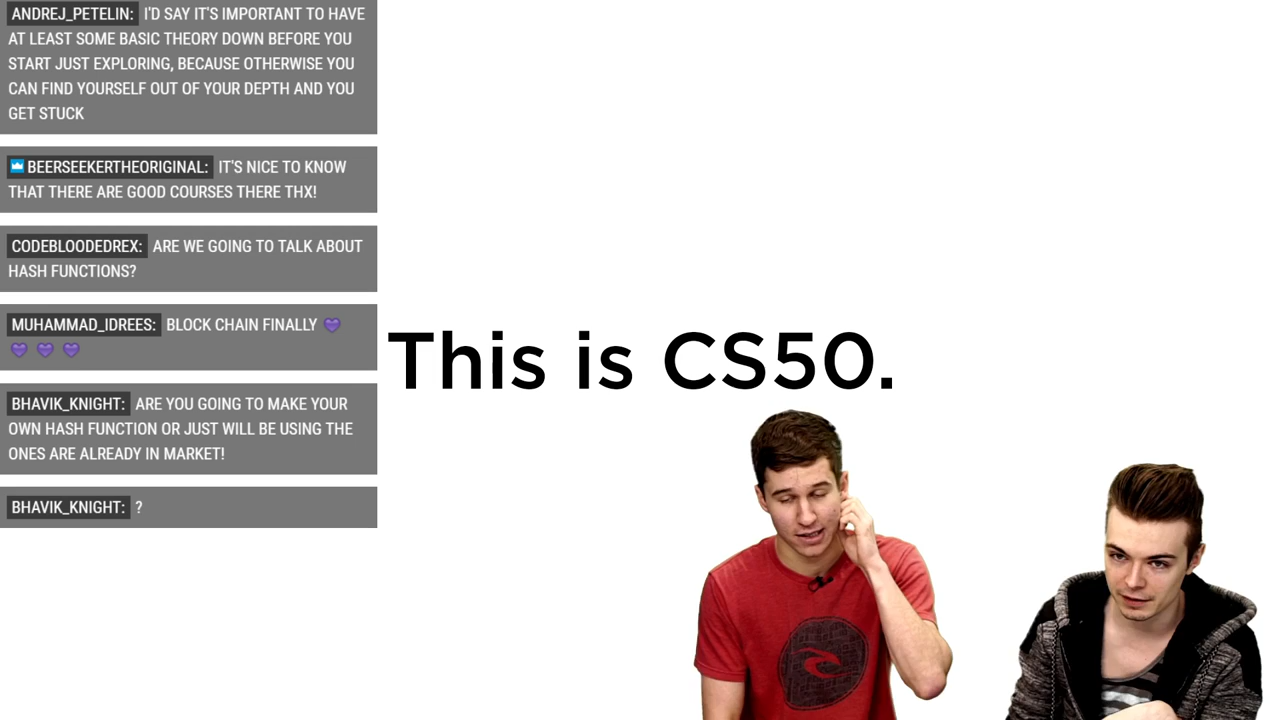 ANDREJ_PETELIN: I'D SAY IT'S IMPORTANT TO HAVE
AT LEAST SOME BASIC THEORY DOWN BEFORE YOU
START JUST EXPLORING, BECAUSE OTHERWISE YOU
CAN FIND YOURSELF OUT OF YOUR DEPTH AND YOU
GET STUCK
BEERSEEKERTHEORIGINAL: IT'S NICE TO KNOW
THAT THERE ARE GOOD COURSES THERE THX!
CODEBLOODEDREX: ARE WE GOING TO TALK ABOUT
HASH FUNCTIONS?
MUHAMMAD_IDREES: BLOCK CHAIN FINALLY 💜
💜 💜 💜
BHAVIK_KNIGHT: ARE YOU GOING TO MAKE YOUR
OWN HASH FUNCTION OR JUST WILL BE USING THE
ONES ARE ALREADY IN MARKET!
BHAVIK_KNIGHT: ?
This is CS50.